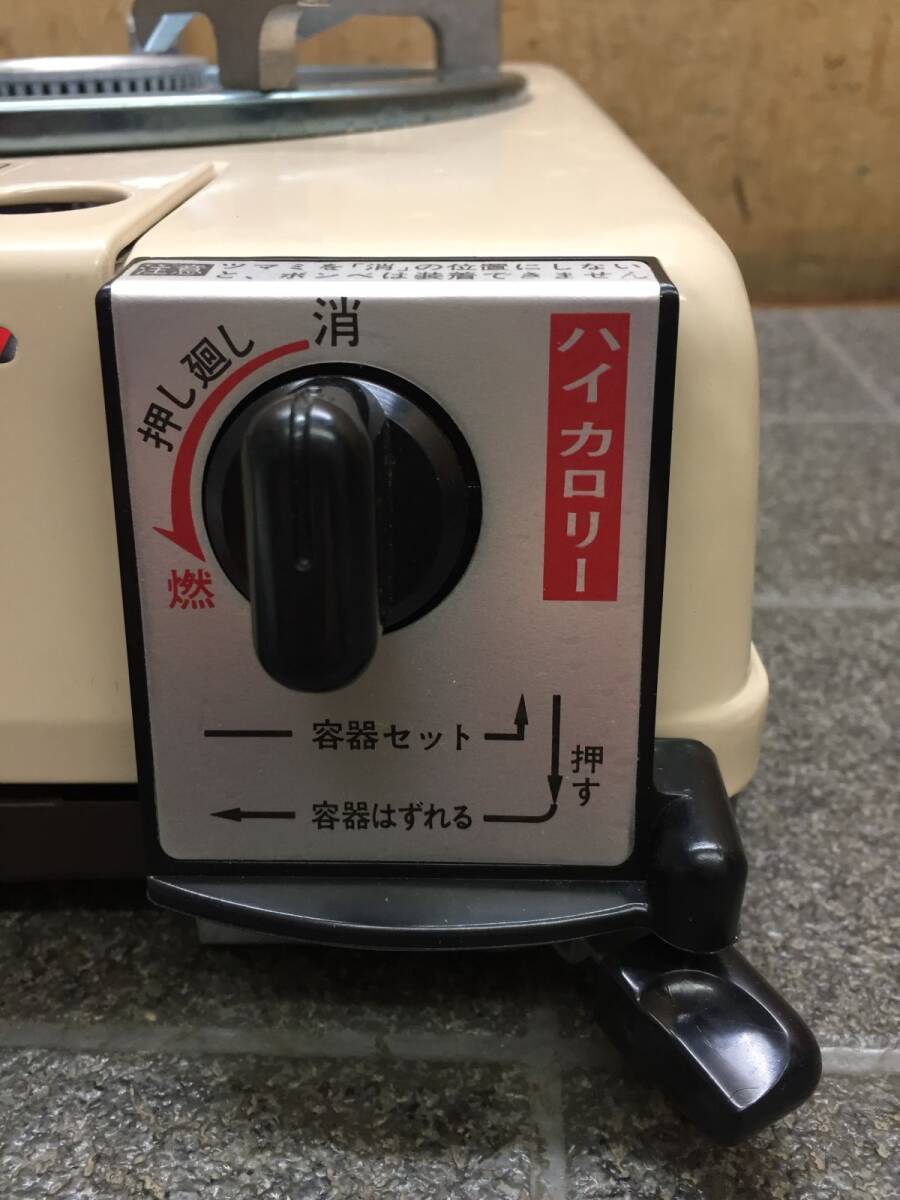 注意 ツマミを「消」の位置にしない
と、ボンベは装着できません
消
押し廻し
燃
ハイカロリー
容器セット
押す
容器はずれる